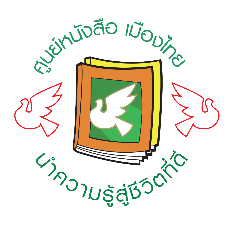 ศูนย์หนังสือ เมืองไทย
นำความรู้สู่ชีวิตที่ดี